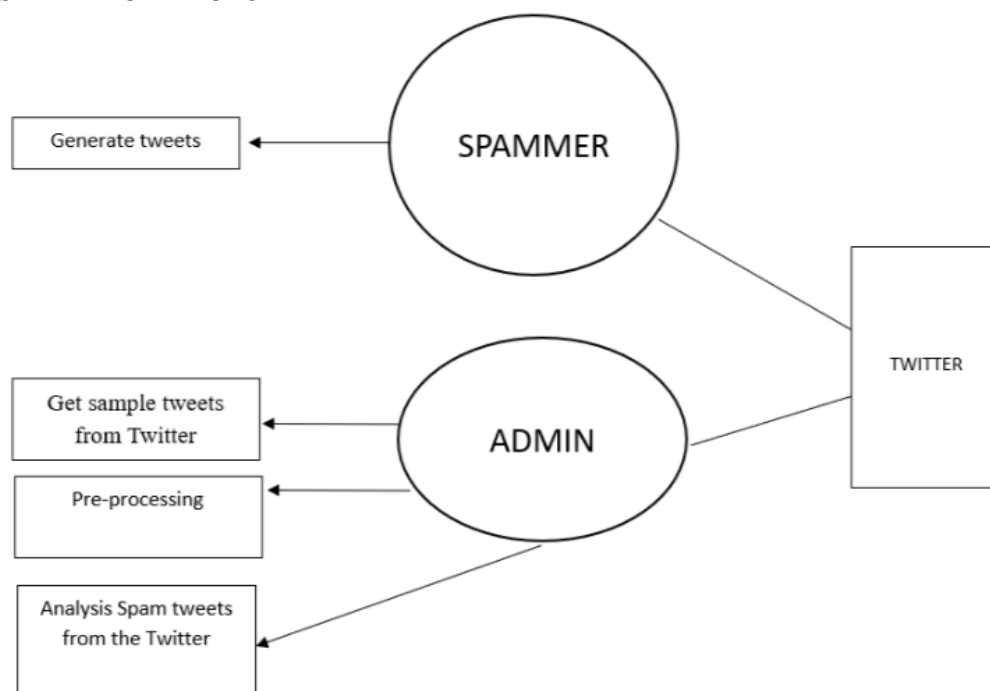 SPAMMER
Generate tweets
TWITTER
Get sample tweets
from Twitter
ADMIN
Pre-processing
Analysis Spam tweets
from the Twitter